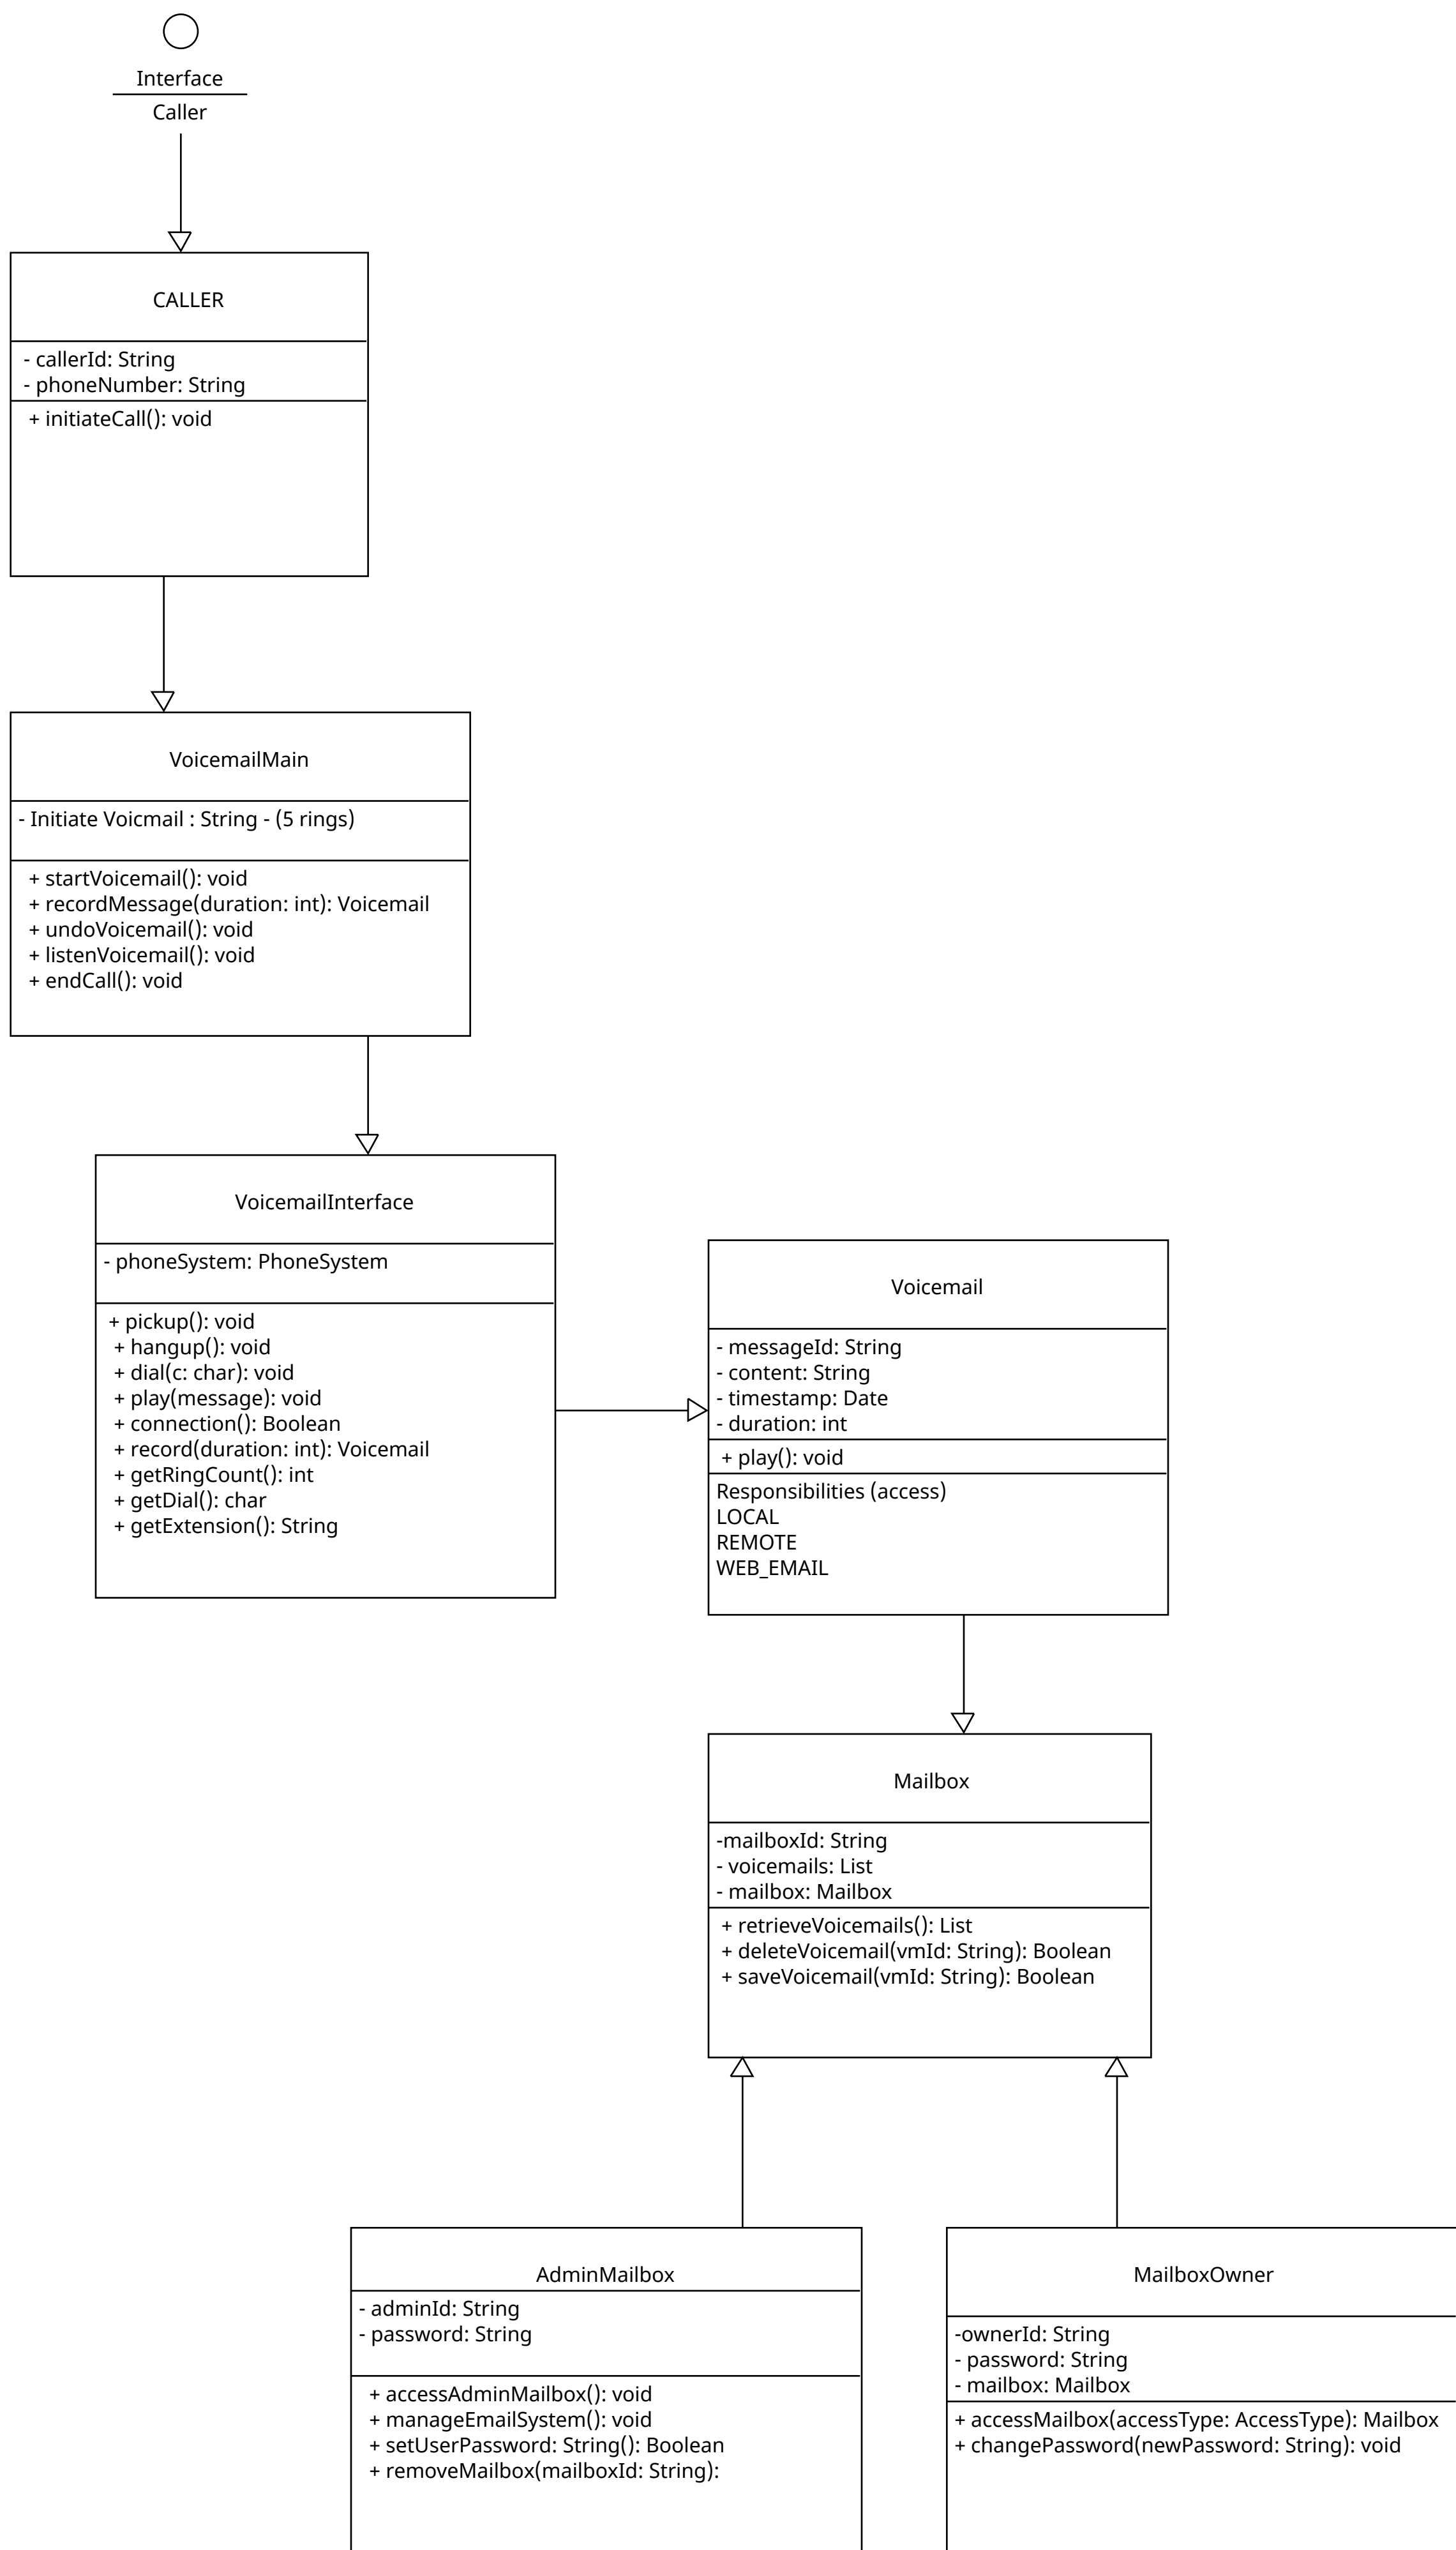 Interface
Caller
CALLER
- callerId: String
- phoneNumber: String
+ initiateCall(): void
VoicemailMain
- Initiate Voicmail : String - (5 rings)
+ startVoicemail(): void
+ recordMessage(duration: int): Voicemail
+ undoVoicemail(): void
+ listenVoicemail(): void
+ endCall(): void
VoicemailInterface
- phoneSystem: PhoneSystem
+ pickup(): void
+ hangup(): void
+ dial(c: char): void
+ play(message): void
+ connection(): Boolean
+ record(duration: int): Voicemail
+ getRingCount(): int
+ getDial(): char
+ getExtension(): String
Voicemail
- messageId: String
- content: String
- timestamp: Date
- duration: int
+ play(): void
Responsibilities (access)
LOCAL
REMOTE
WEB_EMAIL
Mailbox
-mailboxId: String
- voicemails: List
- mailbox: Mailbox
+ retrieveVoicemails(): List
+ deleteVoicemail(vmId: String): Boolean
+ saveVoicemail(vmId: String): Boolean
AdminMailbox
- adminId: String
- password: String
+ accessAdminMailbox(): void
+ manageEmailSystem(): void
+ setUserPassword: String(): Boolean
+ removeMailbox(mailboxId: String):
MailboxOwner
-ownerId: String
- password: String
- mailbox: Mailbox
+ accessMailbox(accessType: AccessType): Mailbox
+ changePassword(newPassword: String): void